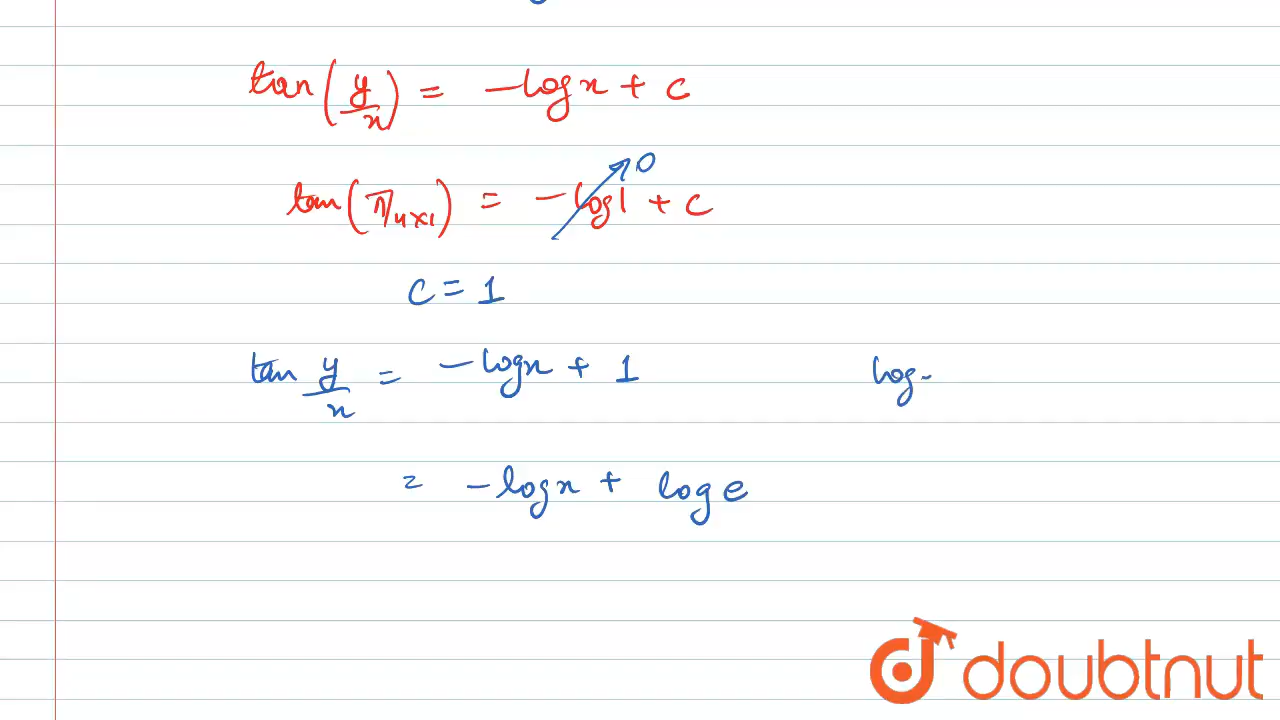 tan(y/x) = -log x + c
tan(π/4×1) = -log 1 + c
0
c = 1
tan y/x = -log x + 1
log
= -log x + log e
doubtnut